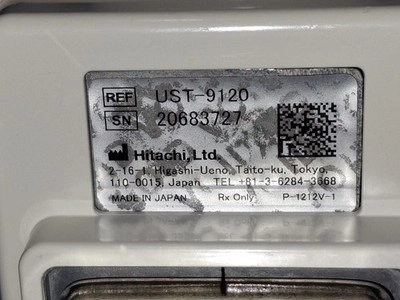 REF UST-9120
SN 20683727
Hitachi, Ltd.
2-16-1, Higashi-Ueno, Taito-ku, Tokyo,
110-0015, Japan TEL +81-3-6284-3668
MADE IN JAPAN Rx Only P-1212V-1